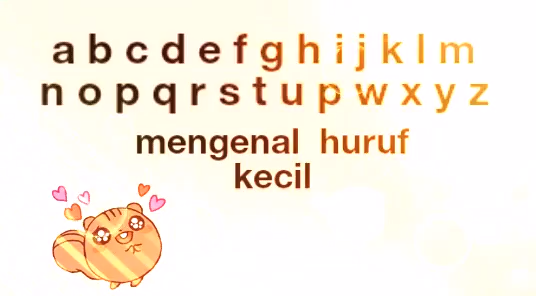 a b c d e f g h i j k l m
n o p q r s t u p w x y z
mengenal huruf
kecil